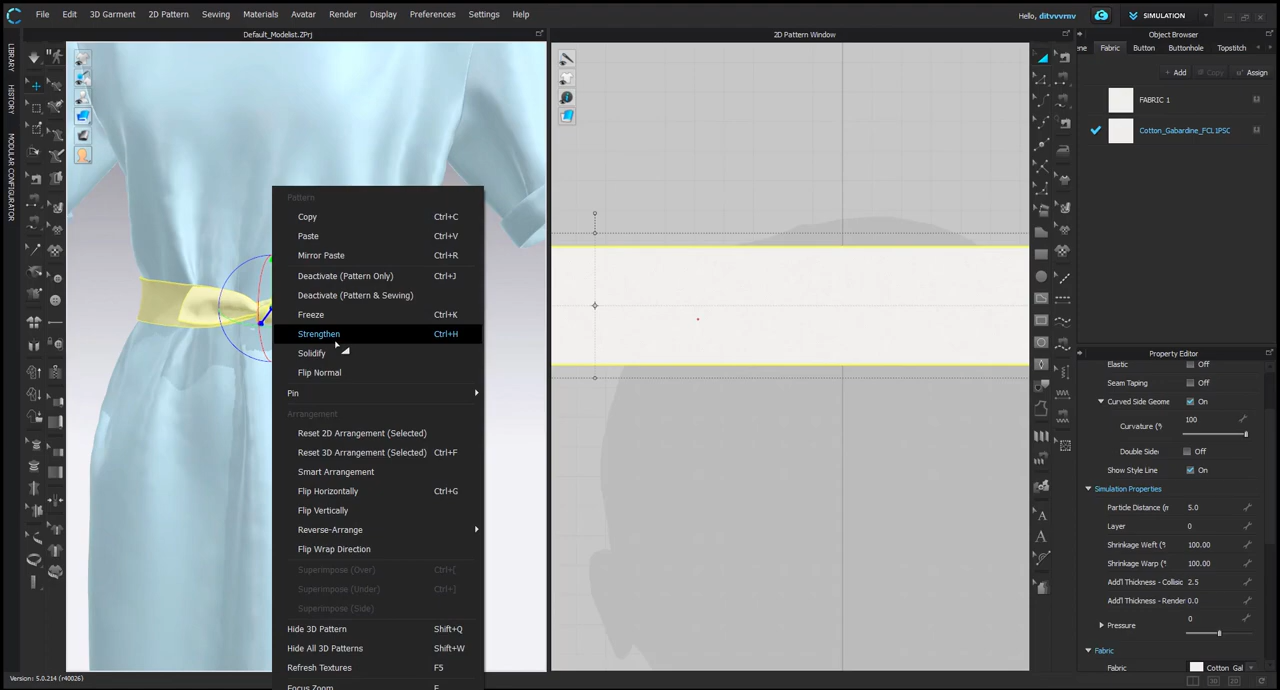 File Edit 3D Garment 2D Pattern Sewing Materials Avatar Render Display Preferences Settings Help
Hello, ditvvvrnv
SIMULATION
Default_Modelist.ZPrj
2D Pattern Window
Object Browser
Fabric Button Buttonhole Topstitch
Add Copy Assign
FABRIC 1
LIBRARY
HISTORY
MODULAR CONFIGURATOR
Pattern
Copy Ctrl+C
Paste Ctrl+V
Mirror Paste Ctrl+R
Deactivate (Pattern Only) Ctrl+J
Deactivate (Pattern & Sewing)
Freeze Ctrl+K
Strengthen Ctrl+H
Solidify
Flip Normal
Pin
Arrangement
Reset 2D Arrangement (Selected)
Reset 3D Arrangement (Selected) Ctrl+F
Smart Arrangement
Flip Horizontally Ctrl+G
Flip Vertically
Reverse-Arrange
Flip Wrap Direction
Superimpose (Over) Ctrl+[
Superimpose (Under) Ctrl+]
Superimpose (Side)
Hide 3D Pattern Shift+Q
Hide All 3D Patterns Shift+W
Refresh Textures F5
Property Editor
Elastic Off
Seam Taping Off
Curved Side Geome On
Curvature (% 100
Double Side Off
Show Style Line On
Simulation Properties
Particle Distance (m 5.0
Layer 0
Shrinkage Weft (% 100.00
Shrinkage Warp (% 100.00
Add'l Thickness - Collisic 2.5
Add'l Thickness - Render 0.0
Pressure 0
Fabric
Fabric Cotton_Gal
Version: 5.0.214 (r40026)
3D 2D